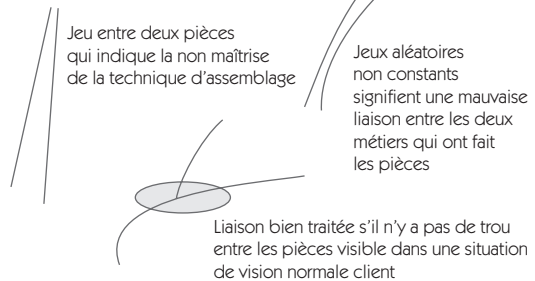 Jeu entre deux pièces
qui indique la non maîtrise
de la technique d’assemblage
Jeux aléatoires
non constants
signifient une mauvaise
liaison entre les deux
métiers qui ont fait
les pièces
Liaison bien traitée s’il n’y a pas de trou
entre les pièces visible dans une situation
de vision normale client